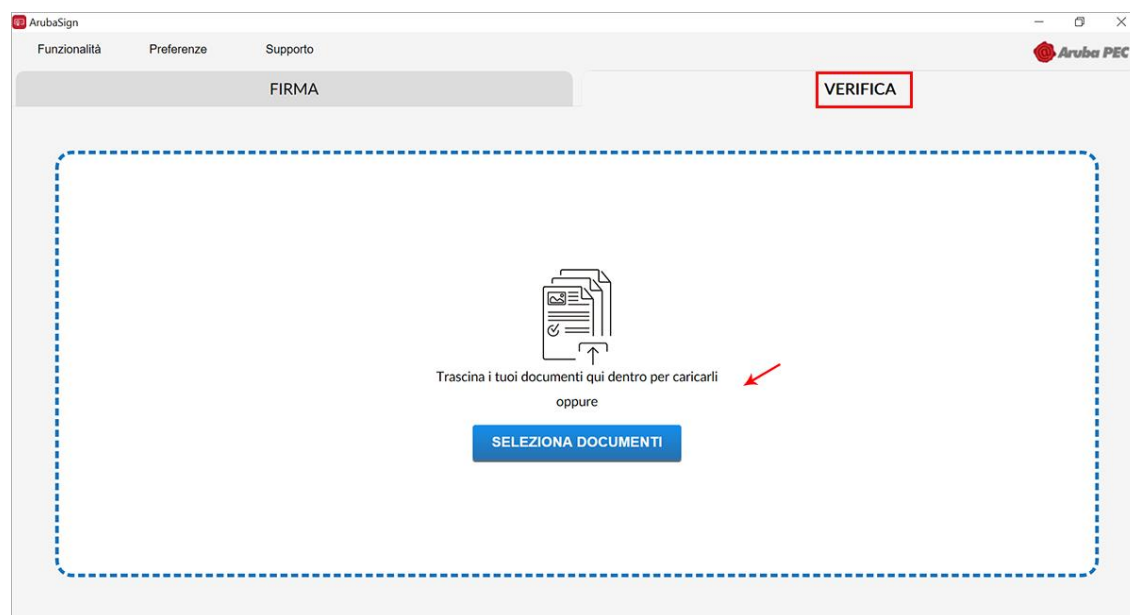 ArubaSign
Funzionalità Preferenze Supporto
Aruba PEC
FIRMA VERIFICA
Trascina i tuoi documenti qui dentro per caricarli
oppure
SELEZIONA DOCUMENTI